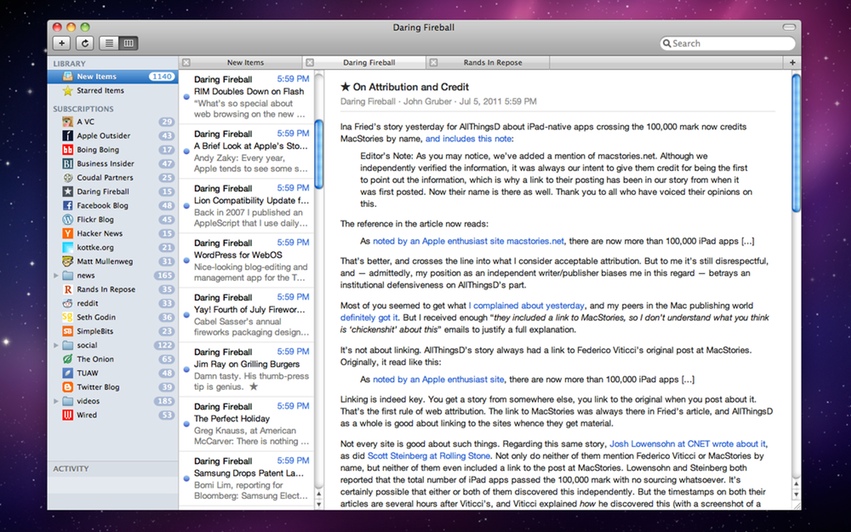 Daring Fireball
Search
LIBRARY
New Items 1140
Starred Items
SUBSCRIPTIONS
A VC 29
Apple Outsider 43
Boing Boing 17
Business Insider 47
Coudal Partners 25
Daring Fireball 15
Facebook Blog 48
Flickr Blog 45
Hacker News 23
kottke.org 21
Matt Mullenweg 31
news 165
Rands In Repose 35
reddit 33
Seth Godin 36
SimpleBits 23
social 122
The Onion 65
TUAW 42
Twitter Blog 39
videos 185
Wired 53
ACTIVITY
New Items
Daring Fireball
Rands In Repose
Daring Fireball 5:59 PM
RIM Doubles Down on Flash
"What's so special about
web browsing on the new ...
Daring Fireball 5:59 PM
A Brief Look at Apple's Sto...
Andy Zaky: Every year,
Apple tends to see some s...
Daring Fireball 5:59 PM
Lion Compatibility Update f...
Back in 2007 I published an
AppleScript that I use daily...
Daring Fireball 5:59 PM
WordPress for WebOS
Nice-looking blog-editing and
management app for the T...
Daring Fireball 5:59 PM
Yay! Fourth of July Firewor...
Cabel Sasser's annual
fireworks packaging design...
Daring Fireball 5:59 PM
Jim Ray on Grilling Burgers
Damn tasty. His thumb-press
tip is genius. ★
Daring Fireball 5:59 PM
The Perfect Holiday
Greg Knauss, at American
McCarver: There is nothing ...
Daring Fireball 5:59 PM
Samsung Drops Patent La...
Bomi Lim, reporting for
Bloomberg: Samsung Elect...
★ On Attribution and Credit
Daring Fireball · John Gruber · Jul 5, 2011 5:59 PM
Ina Fried's story yesterday for AllThingsD about iPad-native apps crossing the 100,000 mark now credits
MacStories by name, and includes this note:
Editor's Note: As you may notice, we've added a mention of macstories.net. Although we
independently verified the information, it was always our intent to give them credit for being the first
to point out the information, which is why a link to their posting has been in our story from when it
was first posted. Now their name is there as well. Thank you to all who have voiced their opinions on
this.
The reference in the article now reads:
As noted by an Apple enthusiast site macstories.net, there are now more than 100,000 iPad apps [...]
That's better, and crosses the line into what I consider acceptable attribution. But to me it's still disrespectful,
and — admittedly, my position as an independent writer/publisher biases me in this regard — betrays an
institutional defensiveness on AllThingsD's part.
Most of you seemed to get what I complained about yesterday, and my peers in the Mac publishing world
definitely got it. But I received enough "they included a link to MacStories, so I don't understand what you think
is 'chickenshit' about this" emails to justify a full explanation.
It's not about linking. AllThingsD's story always had a link to Federico Viticci's original post at MacStories.
Originally, it read like this:
As noted by an Apple enthusiast site, there are now more than 100,000 iPad apps [...]
Linking is indeed key. You get a story from somewhere else, you link to the original when you post about it.
That's the first rule of web attribution. The link to MacStories was always there in Fried's article, and AllThingsD
as a whole is good about linking to the sites whence they get material.
Not every site is good about such things. Regarding this same story, Josh Lowensohn at CNET wrote about it,
as did Scott Steinberg at Rolling Stone. Not only do neither of them mention Federico Viticci or MacStories by
name, but neither of them even included a link to the post at MacStories. Lowensohn and Steinberg both
reported that the total number of iPad apps passed the 100,000 mark with no sourcing whatsoever. It's
certainly possible that either or both of them discovered this independently. But the timestamps on both their
articles are several hours after Viticci's, and Viticci explained how he discovered this (with a screenshot of a